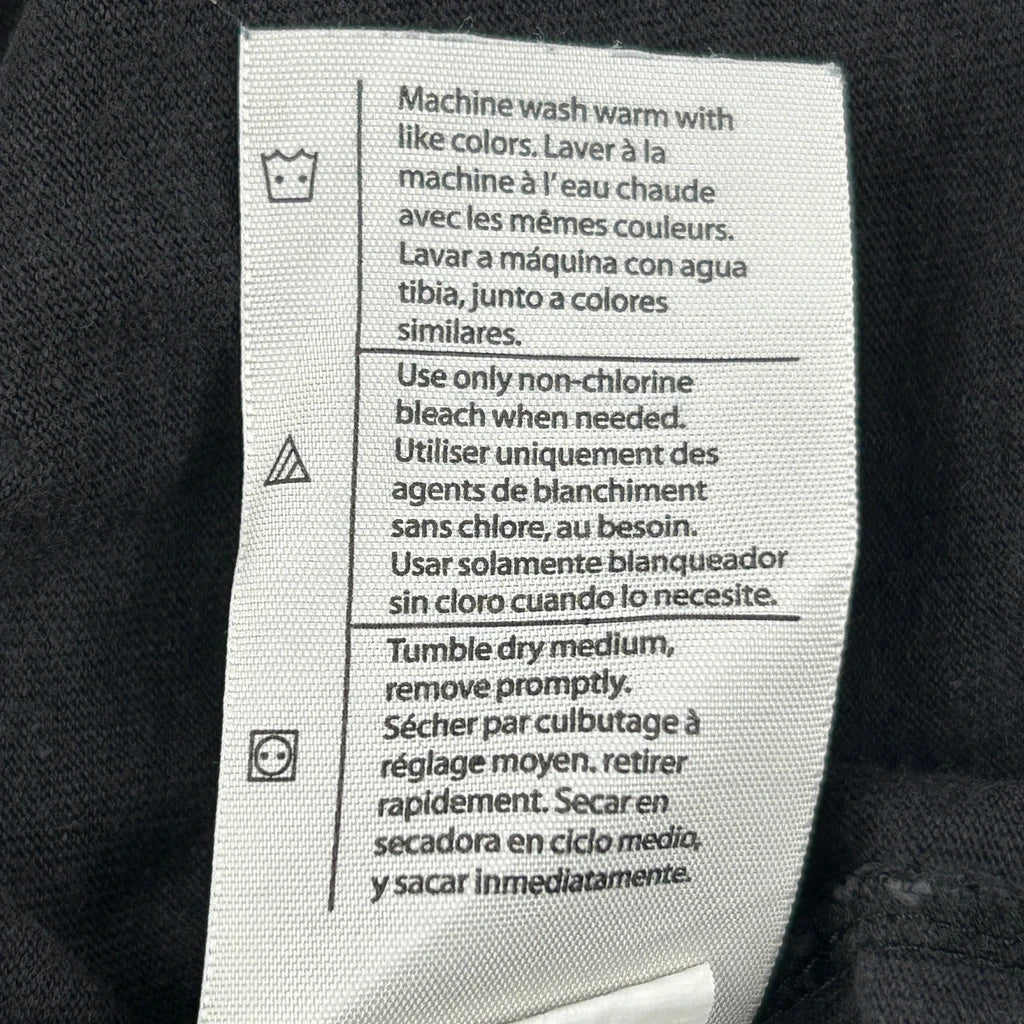 Machine wash warm with
like colors. Laver à la
machine à l'eau chaude
avec les mêmes couleurs.
Lavar a máquina con agua
tibia, junto a colores
similares.
Use only non-chlorine
bleach when needed.
Utiliser uniquement des
agents de blanchiment
sans chlore, au besoin.
Usar solamente blanqueador
sin cloro cuando lo necesite.
Tumble dry medium,
remove promptly.
Sécher par culbutage à
réglage moyen. retirer
rapidement. Secar en
secadora en ciclo medio,
y sacar inmediatamente.